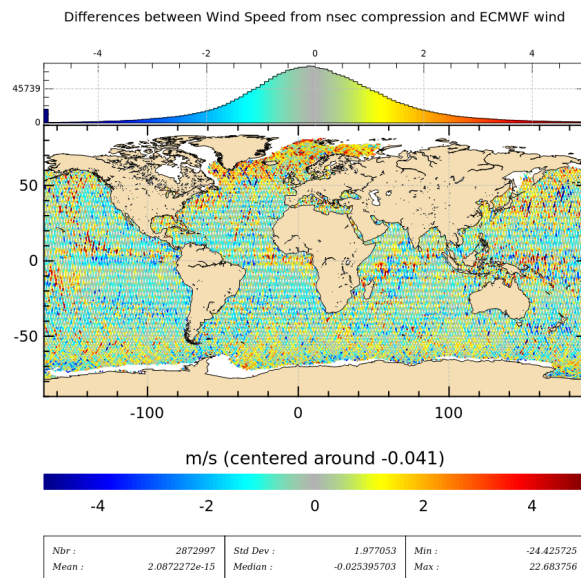 Differences between Wind Speed from nsec compression and ECMWF wind
-4 -2 0 2 4
45739
0
50
0
-50
-100 0 100
m/s (centered around -0.041)
-4 -2 0 2 4
Nbr : 2872997 Std Dev : 1.977053 Min : -24.425725
Mean : 2.0872272e-15 Median : -0.025395703 Max : 22.683756